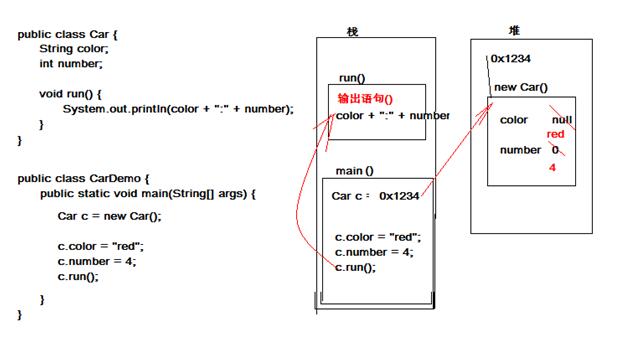 public class Car {
String color;
int number;
void run() {
System.out.println(color + ":" + number);
}
}
public class CarDemo {
public static void main(String[] args) {
Car c = new Car();
c.color = "red";
c.number = 4;
c.run();
}
}
栈
run()
输出语句()
color + ":" + number
main ()
Car c = 0x1234
c.color = "red";
c.number = 4;
c.run();
堆
0x1234
new Car()
color null
red
number 0
4